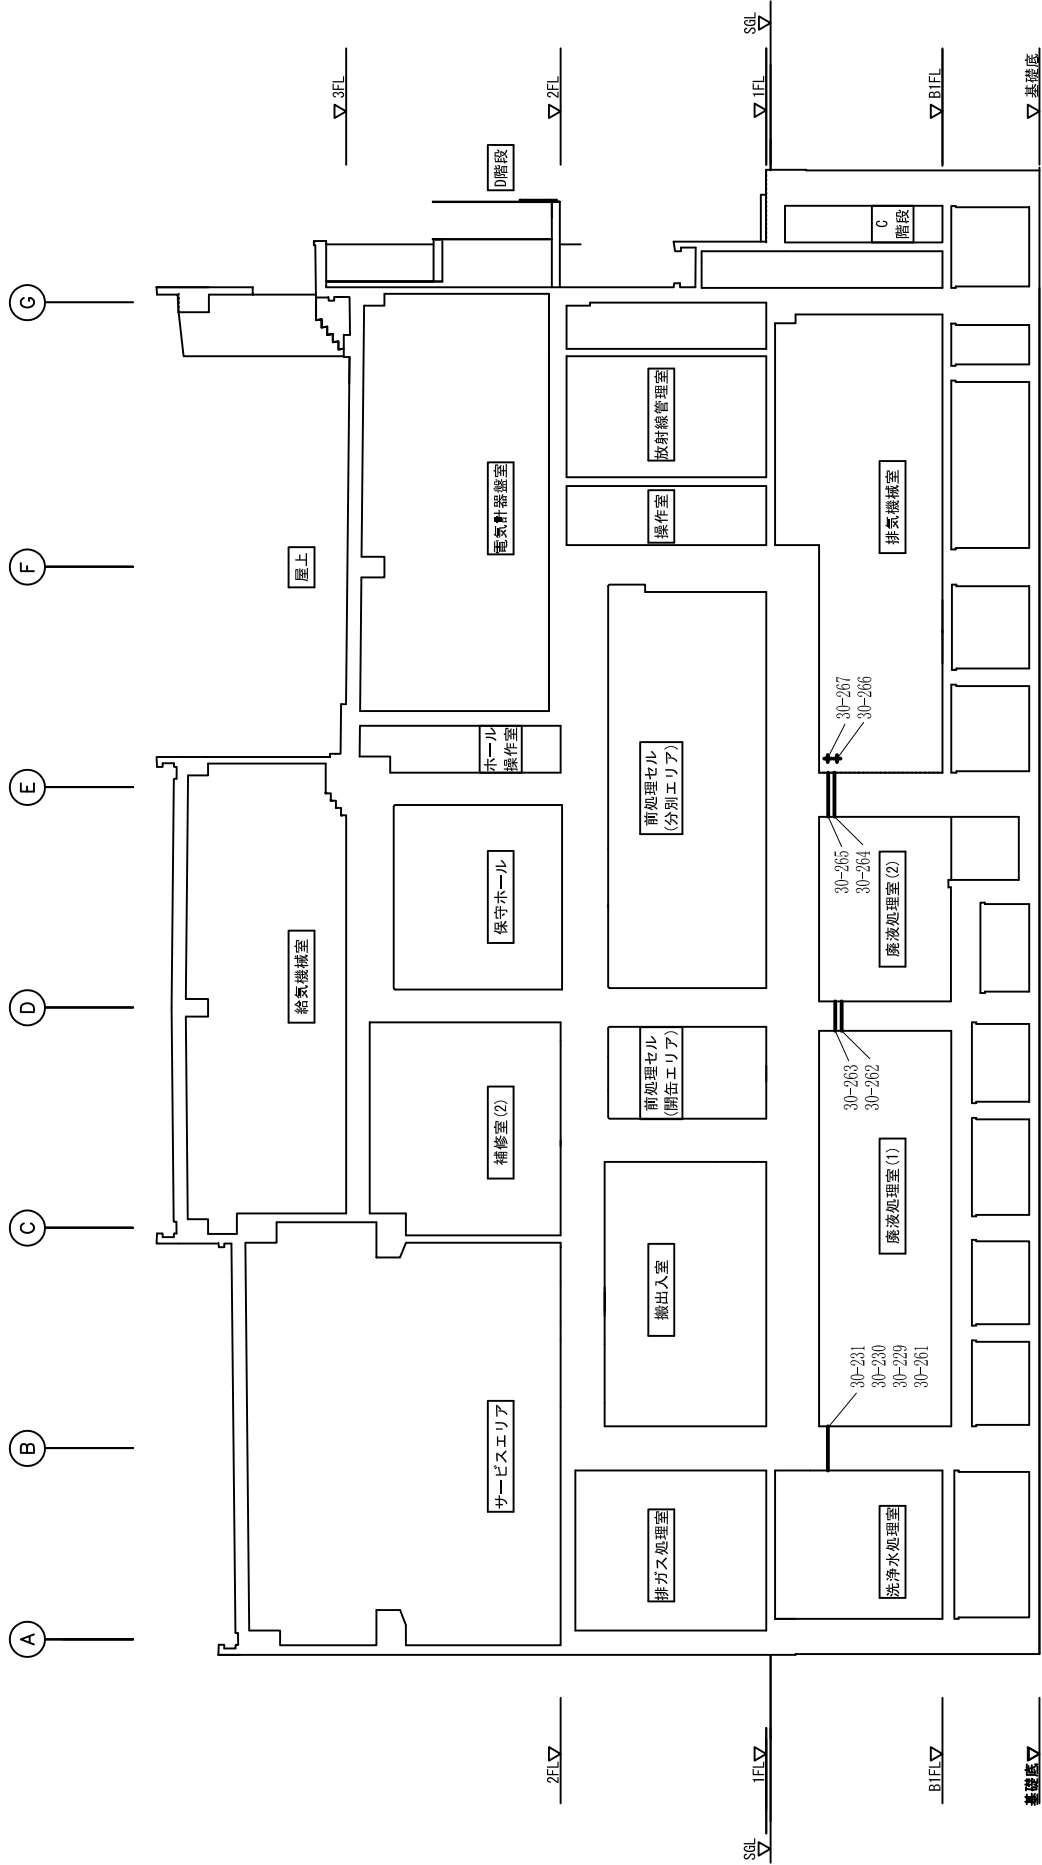 A
B
C
D
E
F
G
3FL
2FL
SGL
1FL
B1FL
基礎底
D階段
C
階段
屋上
給気機械室
電気計器盤室
ホール
操作室
保守ホール
補修室(2)
サービスエリア
放射線管理室
操作室
前処理セル
(分別エリア)
前処理セル
(開缶エリア)
搬出入室
排ガス処理室
排気機械室
30-267
30-266
30-265
30-264
廃液処理室(2)
30-263
30-262
廃液処理室(1)
30-231
30-230
30-229
30-261
洗浄水処理室
2FL
1FL
SGL
B1FL
基礎底